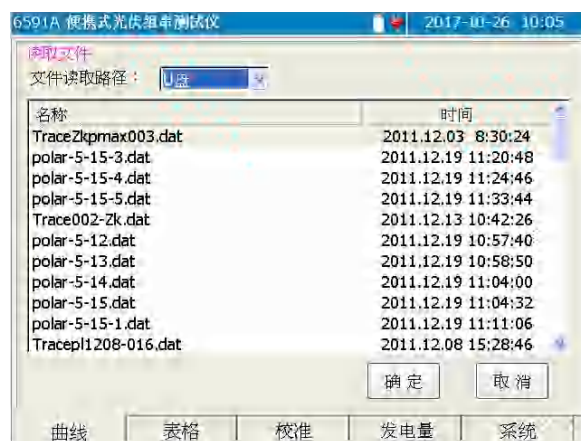 6591A 便携式光伏组串测试仪 2017-10-26 10:05
读取文件
文件读取路径： U盘
名称 时间
TraceZkpmax003.dat 2011.12.03 8:30:24
polar-5-15-3.dat 2011.12.19 11:20:48
polar-5-15-4.dat 2011.12.19 11:24:46
polar-5-15-5.dat 2011.12.19 11:33:44
Trace002-Zk.dat 2011.12.13 10:42:26
polar-5-12.dat 2011.12.19 10:57:40
polar-5-13.dat 2011.12.19 10:58:50
polar-5-14.dat 2011.12.19 11:04:00
polar-5-15.dat 2011.12.19 11:04:32
polar-5-15-1.dat 2011.12.19 11:11:06
Tracepl1208-016.dat 2011.12.08 15:28:46
确定 取消
曲线 表格 校准 发电量 系统